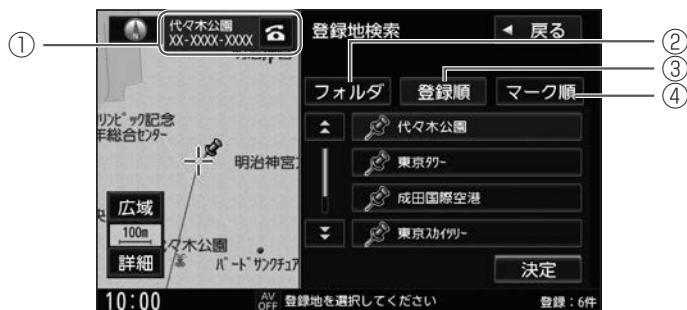 ①
代々木公園
XX-XXXX-XXXX
登録地検索
戻る
②
③
④
フォルダ
登録順
マーク順
リンピック記念
年総合センター
明治神宮
代々木公園
東京タワー
成田国際空港
東京スカイツリー
広域
100m
詳細
々木公園
バードサンクチュア
決定
10:00
AV OFF
登録地を選択してください
登録:6件